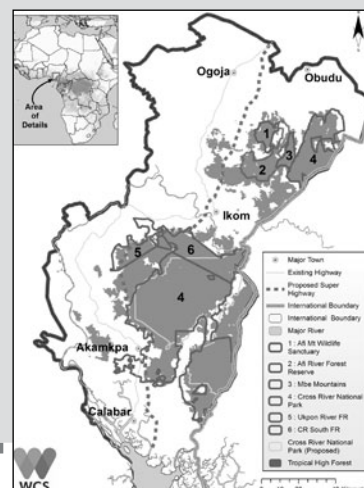 Area
of
Details
Ogoja
Obudu
1
2
3
4
Ikom
5
6
4
Akamkpa
Calabar
Major Town
Existing Highway
Proposed Super
Highway
International Boundary
International Boundary
Major River
1 : Afi Mt Wildlife
Sanctuary
2 : Afi River Forest
Reserve
3 : Mbe Mountains
4 : Cross River National
Park
5 : Ukpon River FR
6 : CR South FR
Cross River National
Park (Proposed)
Tropical High Forest
WCS